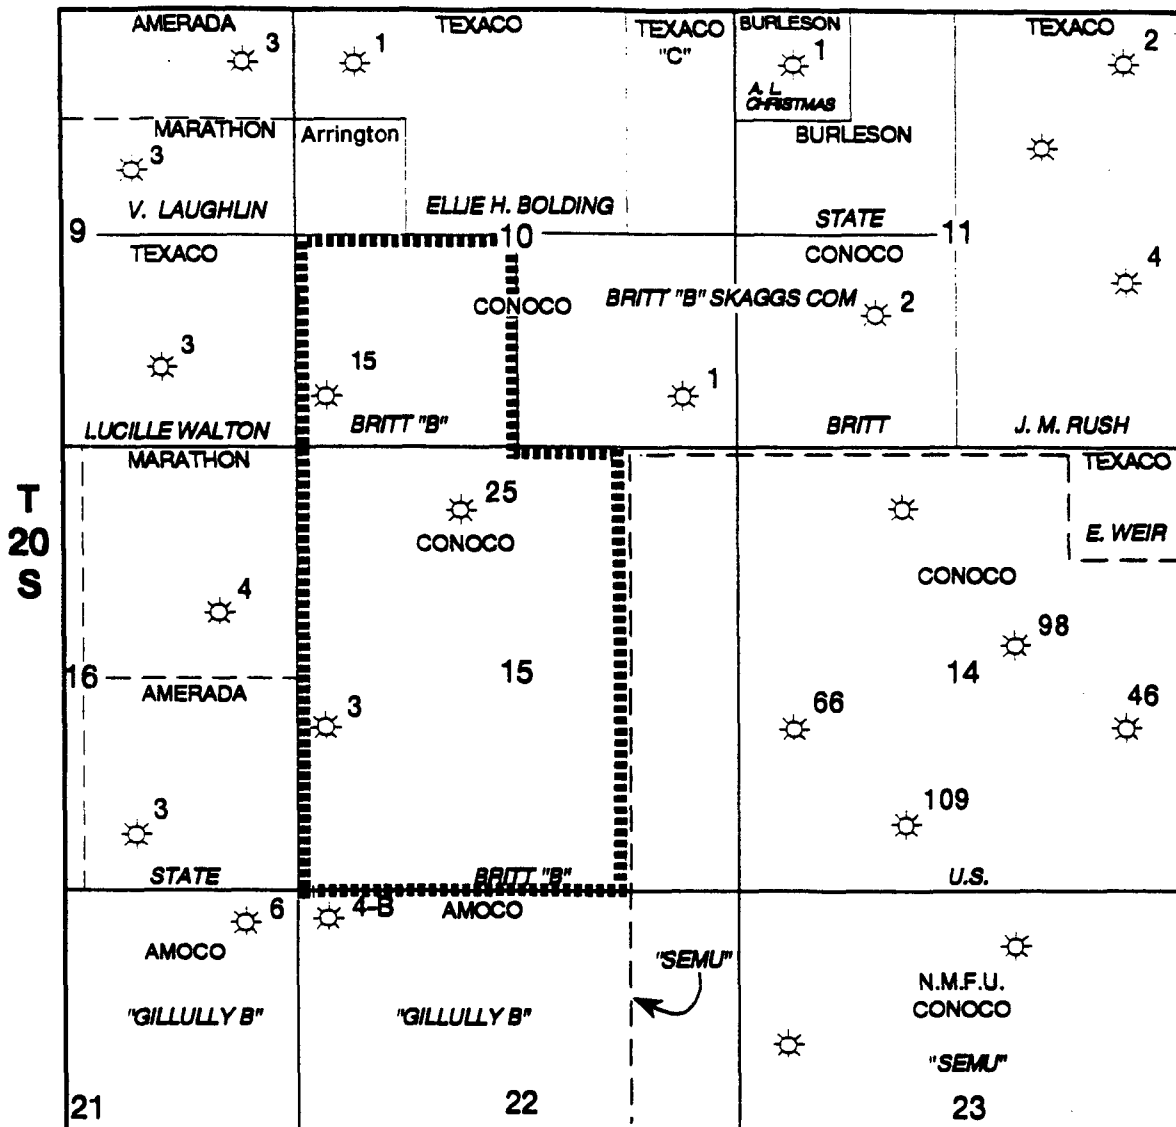 AMERADA
TEXACO
TEXACO
"C"
BURLESON
TEXACO
3
1
1
2
A. L.
CHRISTMAS
MARATHON
Arrington
BURLESON
3
V. LAUGHLIN
ELLIE H. BOLDING
STATE
9
10
11
TEXACO
CONOCO
CONOCO
BRITT "B" SKAGGS COM
4
2
3
15
1
LUCILLE WALTON
BRITT "B"
BRITT
J. M. RUSH
MARATHON
TEXACO
T
20
S
25
CONOCO
E. WEIR
CONOCO
4
98
16
15
14
AMERADA
3
66
46
3
109
STATE
BRITT "B"
U.S.
6
4-B
AMOCO
AMOCO
"SEMU"
N.M.F.U.
CONOCO
"GILLULLY B"
"GILLULLY B"
"SEMU"
21
22
23